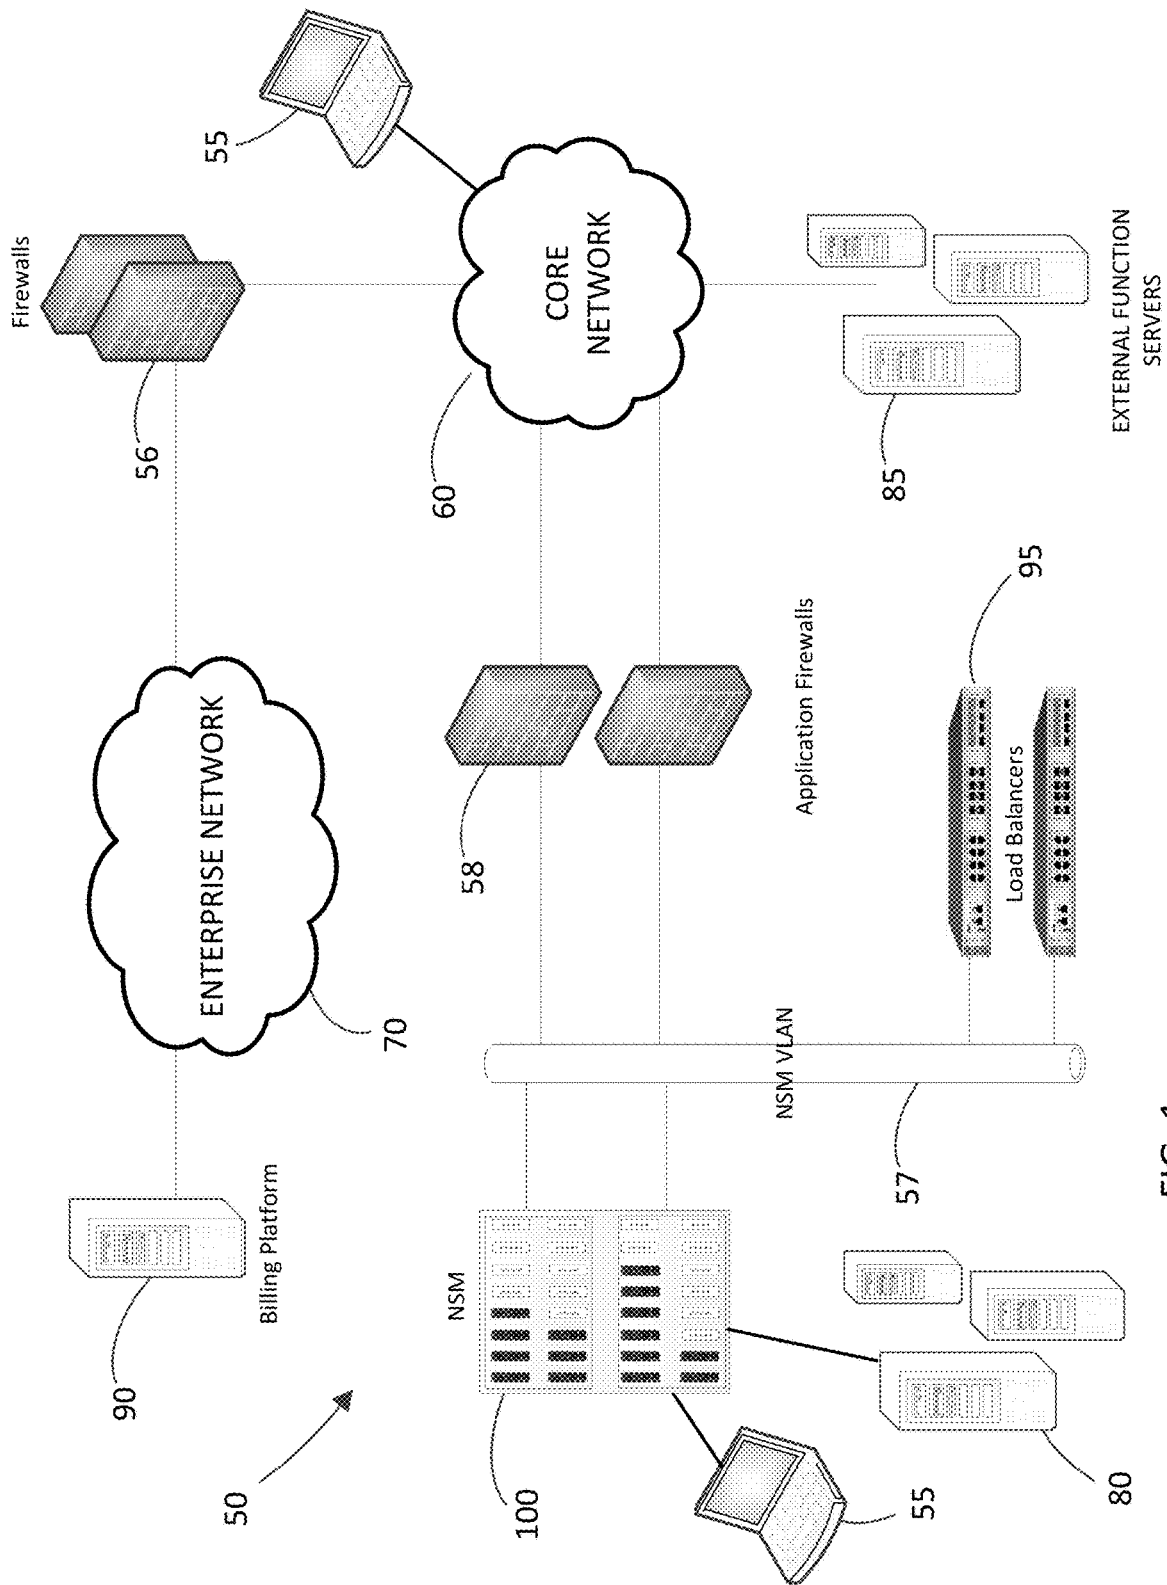 Firewalls
90
56
ENTERPRISE NETWORK
55
50
Billing Platform
70
60
NSM
58
100
CORE
NETWORK
NSM VLAN
Application Firewalls
85
57
55
Load Balancers
95
80
EXTERNAL FUNCTION
SERVERS
FIG.